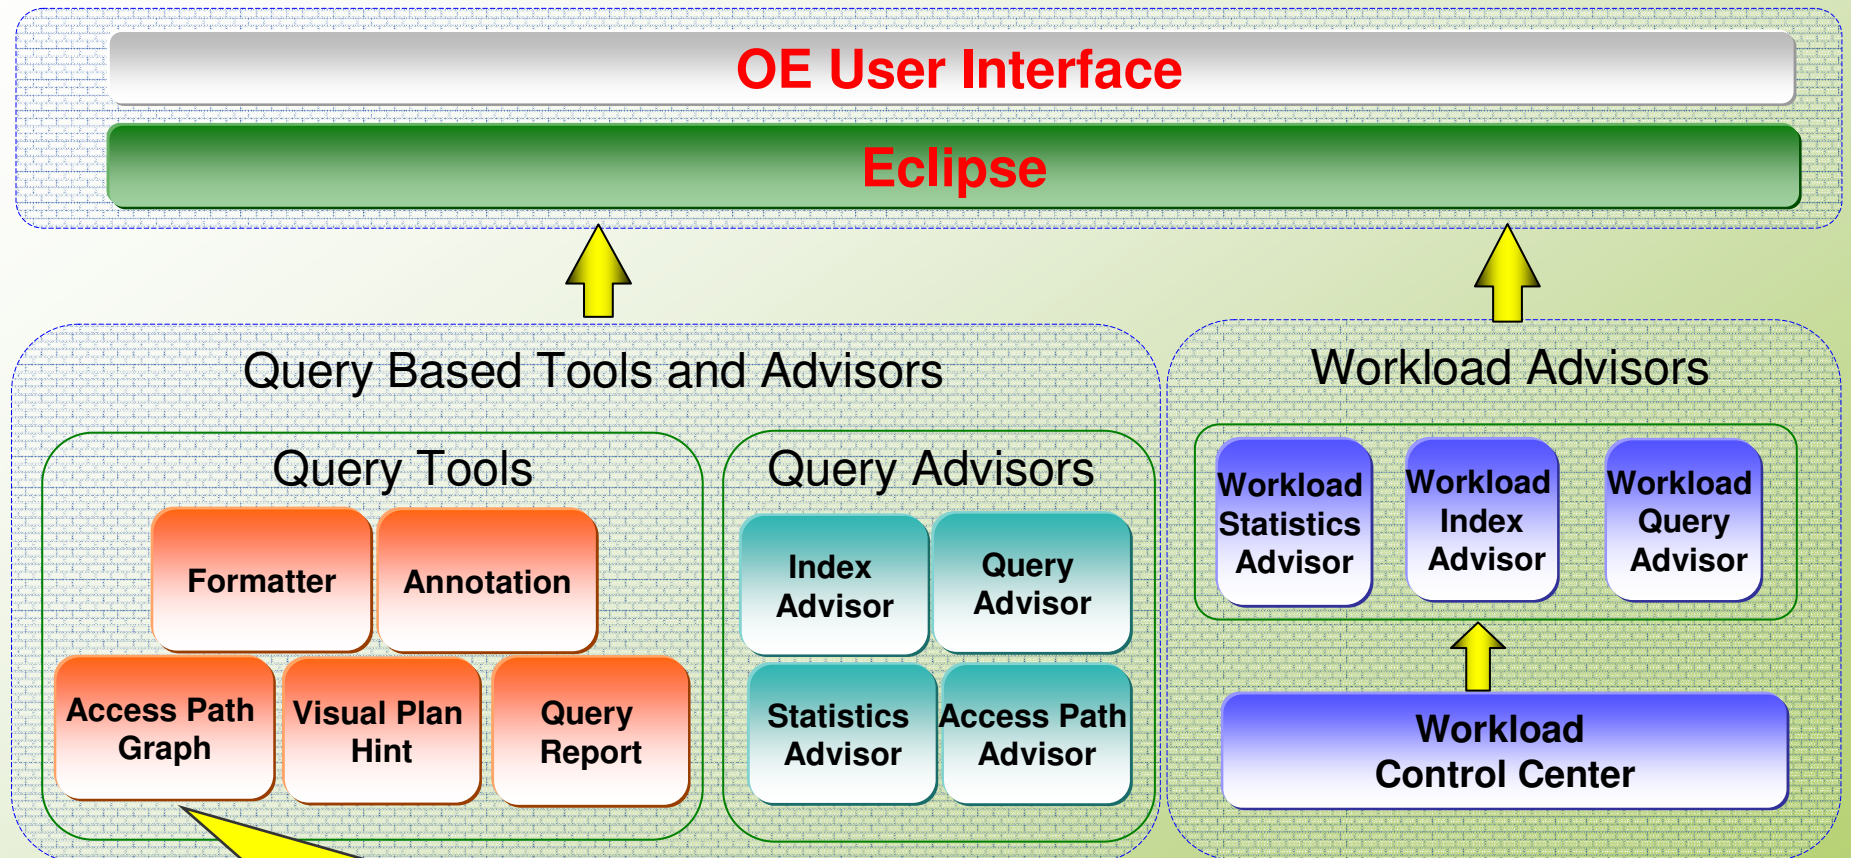 OE User Interface
Eclipse
Query Based Tools and Advisors
Query Tools
Formatter
Annotation
Access Path
Graph
Visual Plan
Hint
Query
Report
Query Advisors
Index
Advisor
Query
Advisor
Statistics
Advisor
Access Path
Advisor
Workload Advisors
Workload
Statistics
Advisor
Workload
Index
Advisor
Workload
Query
Advisor
Workload
Control Center